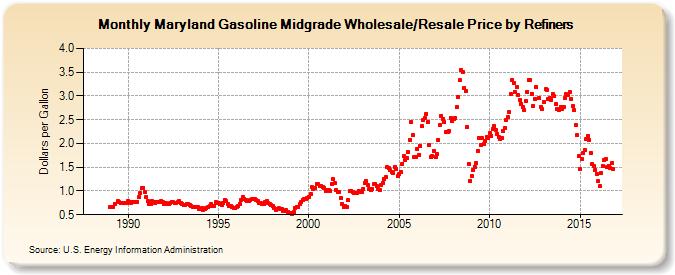 Monthly Maryland Gasoline Midgrade Wholesale/Resale Price by Refiners
Dollars per Gallon
4.0
3.5
3.0
2.5
2.0
1.5
1.0
0.5
1990 1995 2000 2005 2010 2015
Source: U.S. Energy Information Administration